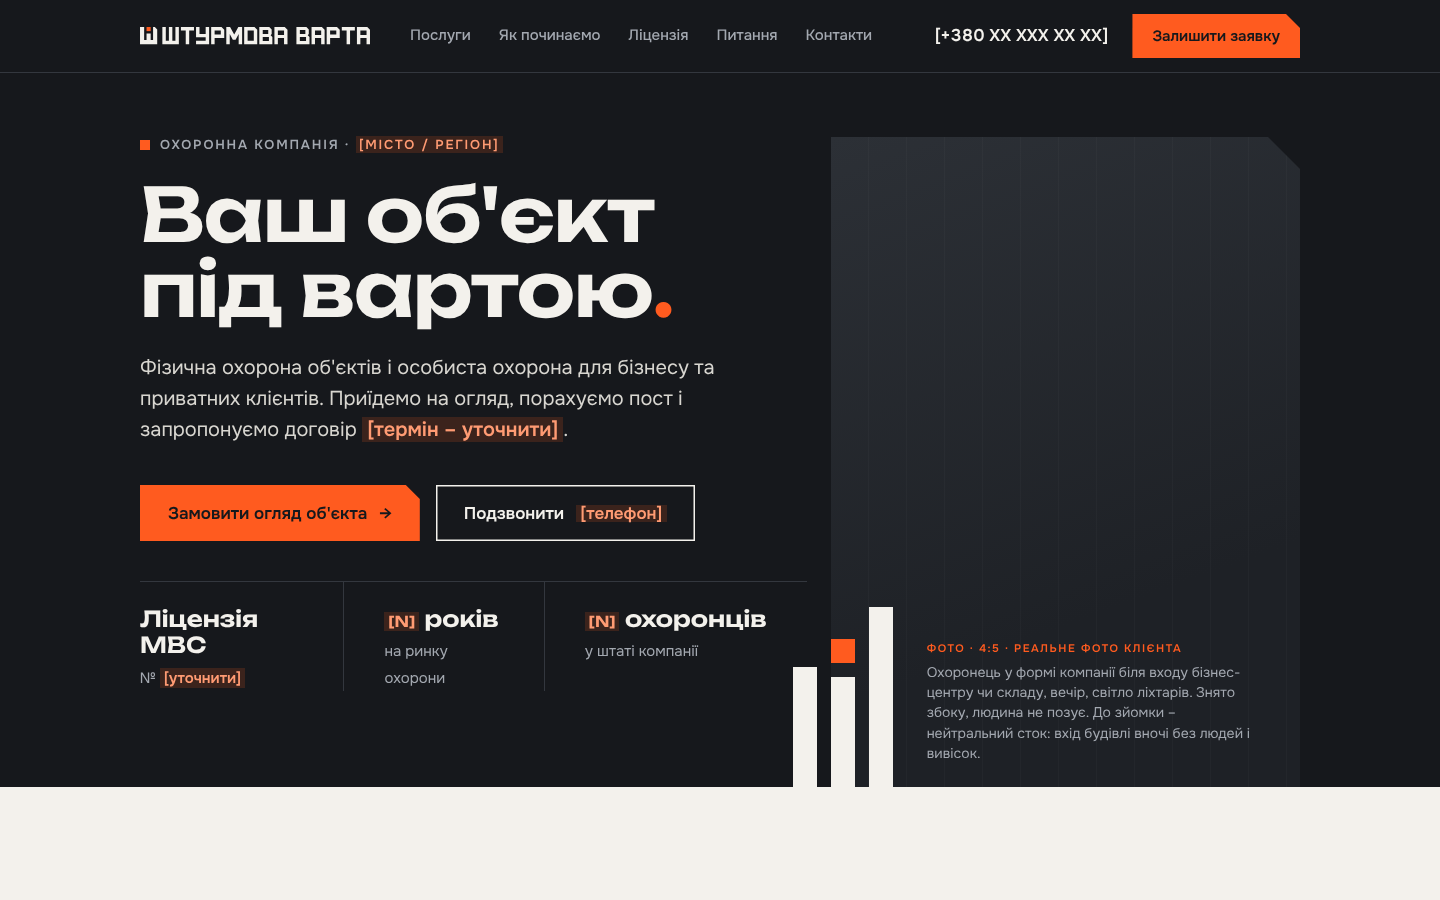 ШТУРМОВА ВАРТА
Послуги
Як починаємо
Ліцензія
Питання
Контакти
[+380 XX XXX XX XX]
Залишити заявку
ОХОРОННА КОМПАНІЯ · [МІСТО / РЕГІОН]
Ваш об'єкт
під вартою.
Фізична охорона об'єктів і особиста охорона для бізнесу та
приватних клієнтів. Приїдемо на огляд, порахуємо пост і
запропонуємо договір [термін – уточнити].
Замовити огляд об'єкта →
Подзвонити [телефон]
Ліцензія
МВС
№ [уточнити]
[N] років
на ринку
охорони
[N] охоронців
у штаті компанії
ФОТО · 4:5 · РЕАЛЬНЕ ФОТО КЛІЄНТА
Охоронець у формі компанії біля входу бізнес-
центру чи складу, вечір, світло ліхтарів. Знято
збоку, людина не позує. До зйомки –
нейтральний сток: вхід будівлі вночі без людей і
вивісок.